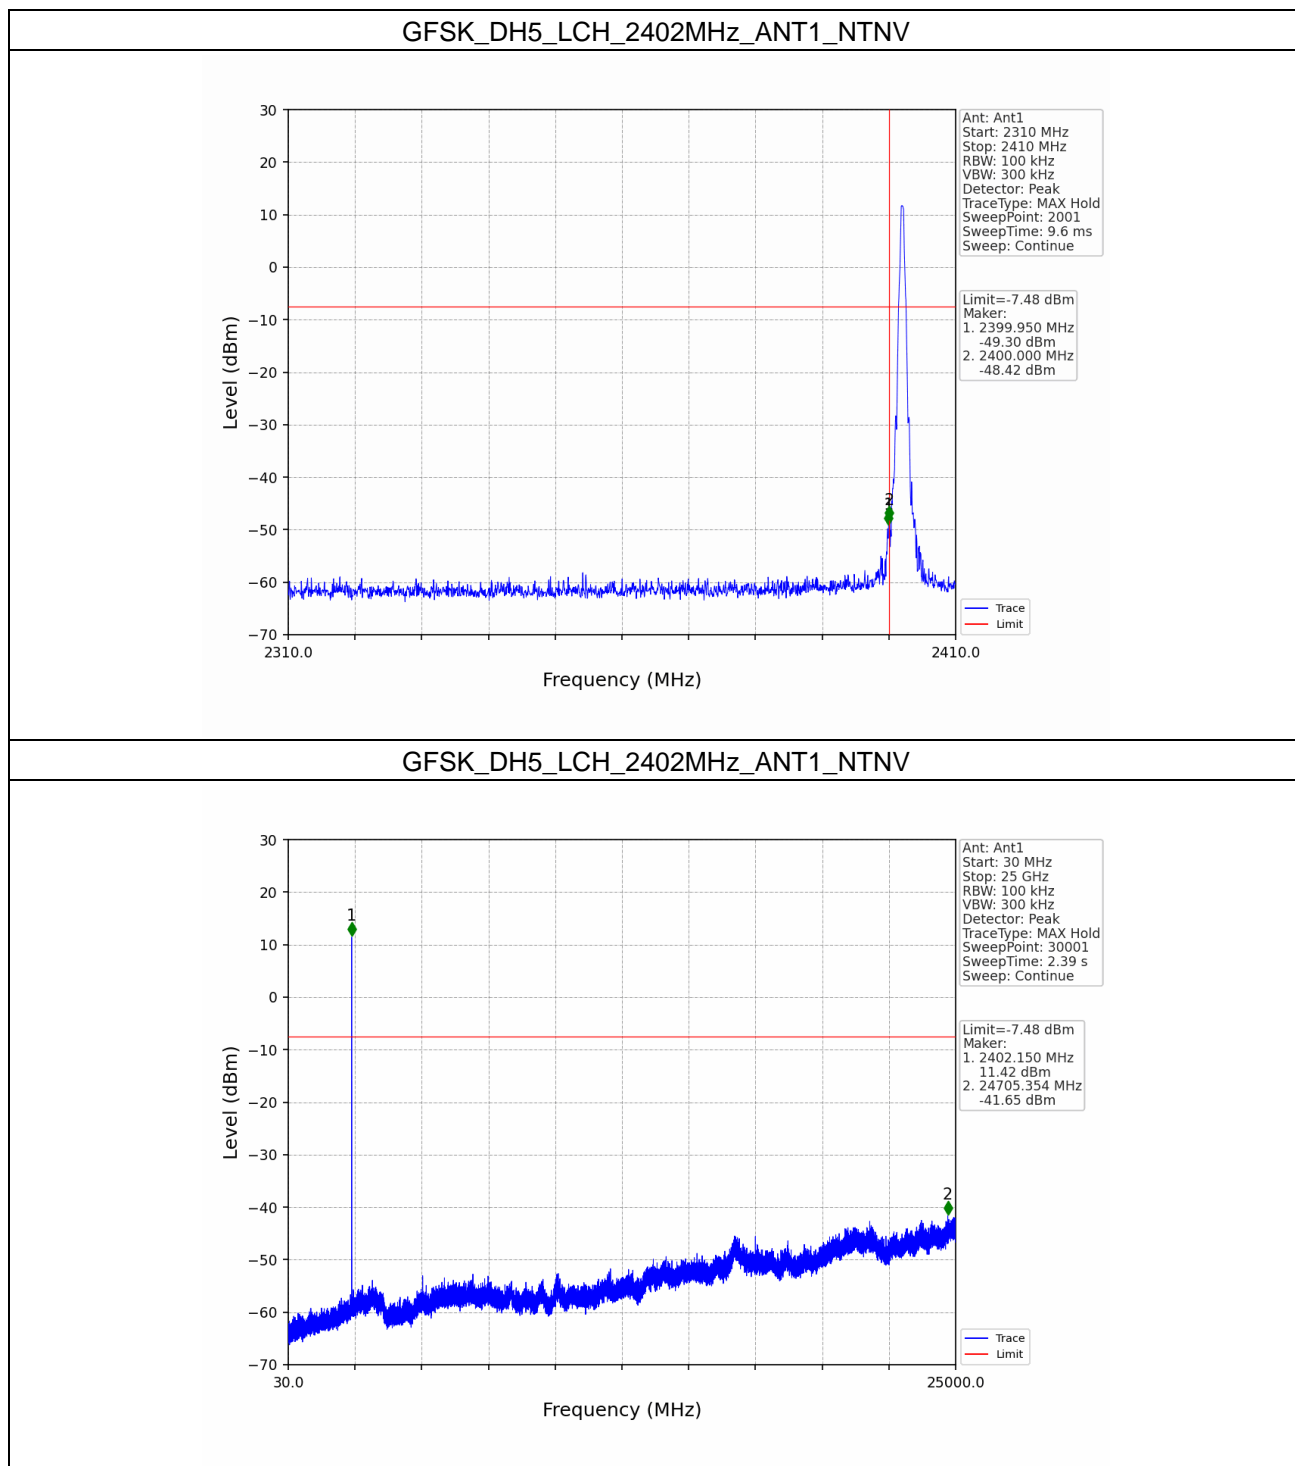 GFSK_DH5_LCH_2402MHz_ANT1_NTNV
30
20
10
0
−10
−20
−30
−40
−50
−60
−70
Level (dBm)
2310.0
2410.0
Frequency (MHz)
2
Ant: Ant1
Start: 2310 MHz
Stop: 2410 MHz
RBW: 100 kHz
VBW: 300 kHz
Detector: Peak
TraceType: MAX Hold
SweepPoint: 2001
SweepTime: 9.6 ms
Sweep: Continue
Limit=-7.48 dBm
Maker:
1. 2399.950 MHz
-49.30 dBm
2. 2400.000 MHz
-48.42 dBm
Trace
Limit
GFSK_DH5_LCH_2402MHz_ANT1_NTNV
30
20
10
0
−10
−20
−30
−40
−50
−60
−70
Level (dBm)
30.0
25000.0
Frequency (MHz)
1
2
Ant: Ant1
Start: 30 MHz
Stop: 25 GHz
RBW: 100 kHz
VBW: 300 kHz
Detector: Peak
TraceType: MAX Hold
SweepPoint: 30001
SweepTime: 2.39 s
Sweep: Continue
Limit=-7.48 dBm
Maker:
1. 2402.150 MHz
11.42 dBm
2. 24705.354 MHz
-41.65 dBm
Trace
Limit